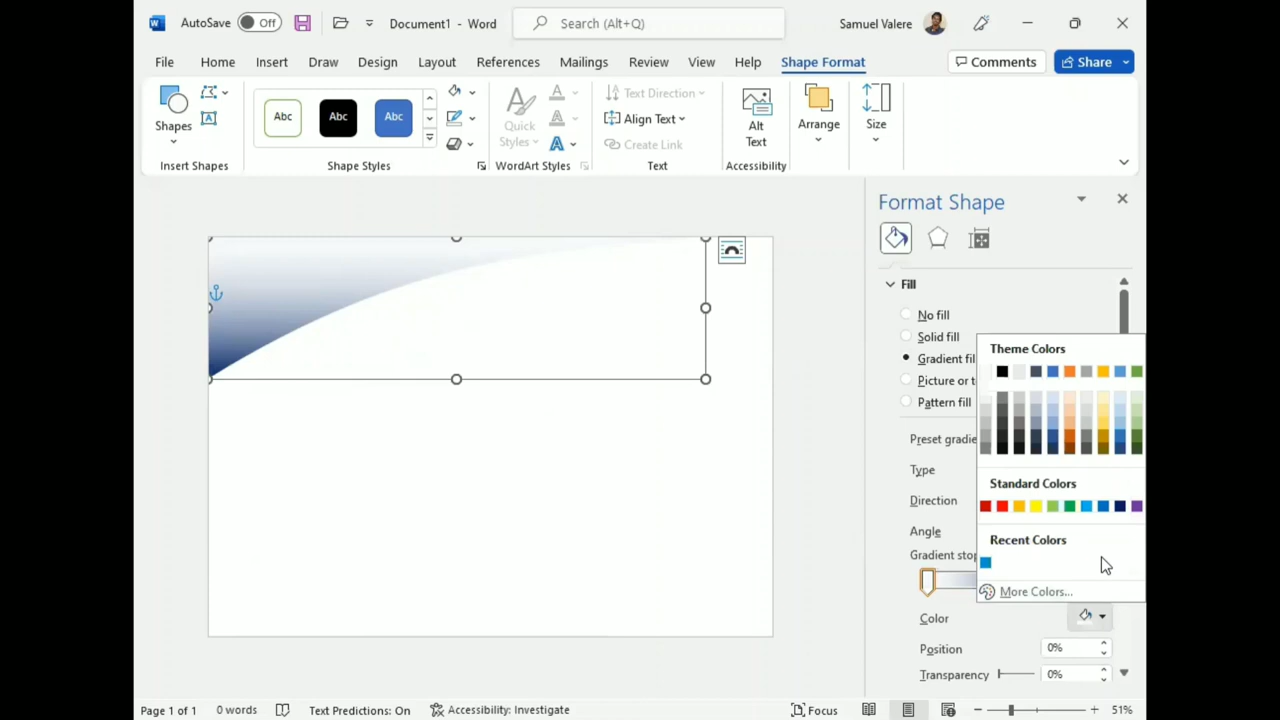 AutoSave Off Document1 - Word Search (Alt+Q) Samuel Valere
File Home Insert Draw Design Layout References Mailings Review View Help Shape Format Comments Share
Abc Abc Abc
Text Direction
Align Text
Create Link
Shapes
Quick
Styles
Alt
Text
Arrange
Size
Insert Shapes Shape Styles WordArt Styles Text Accessibility
Format Shape
Fill
No fill
Solid fill
Gradient fil
Picture or t
Pattern fill
Theme Colors
Preset gradie
Type
Standard Colors
Direction
Angle
Recent Colors
Gradient stop
More Colors...
Color
Position 0%
Transparency 0%
Page 1 of 1 0 words Text Predictions: On Accessibility: Investigate Focus 51%